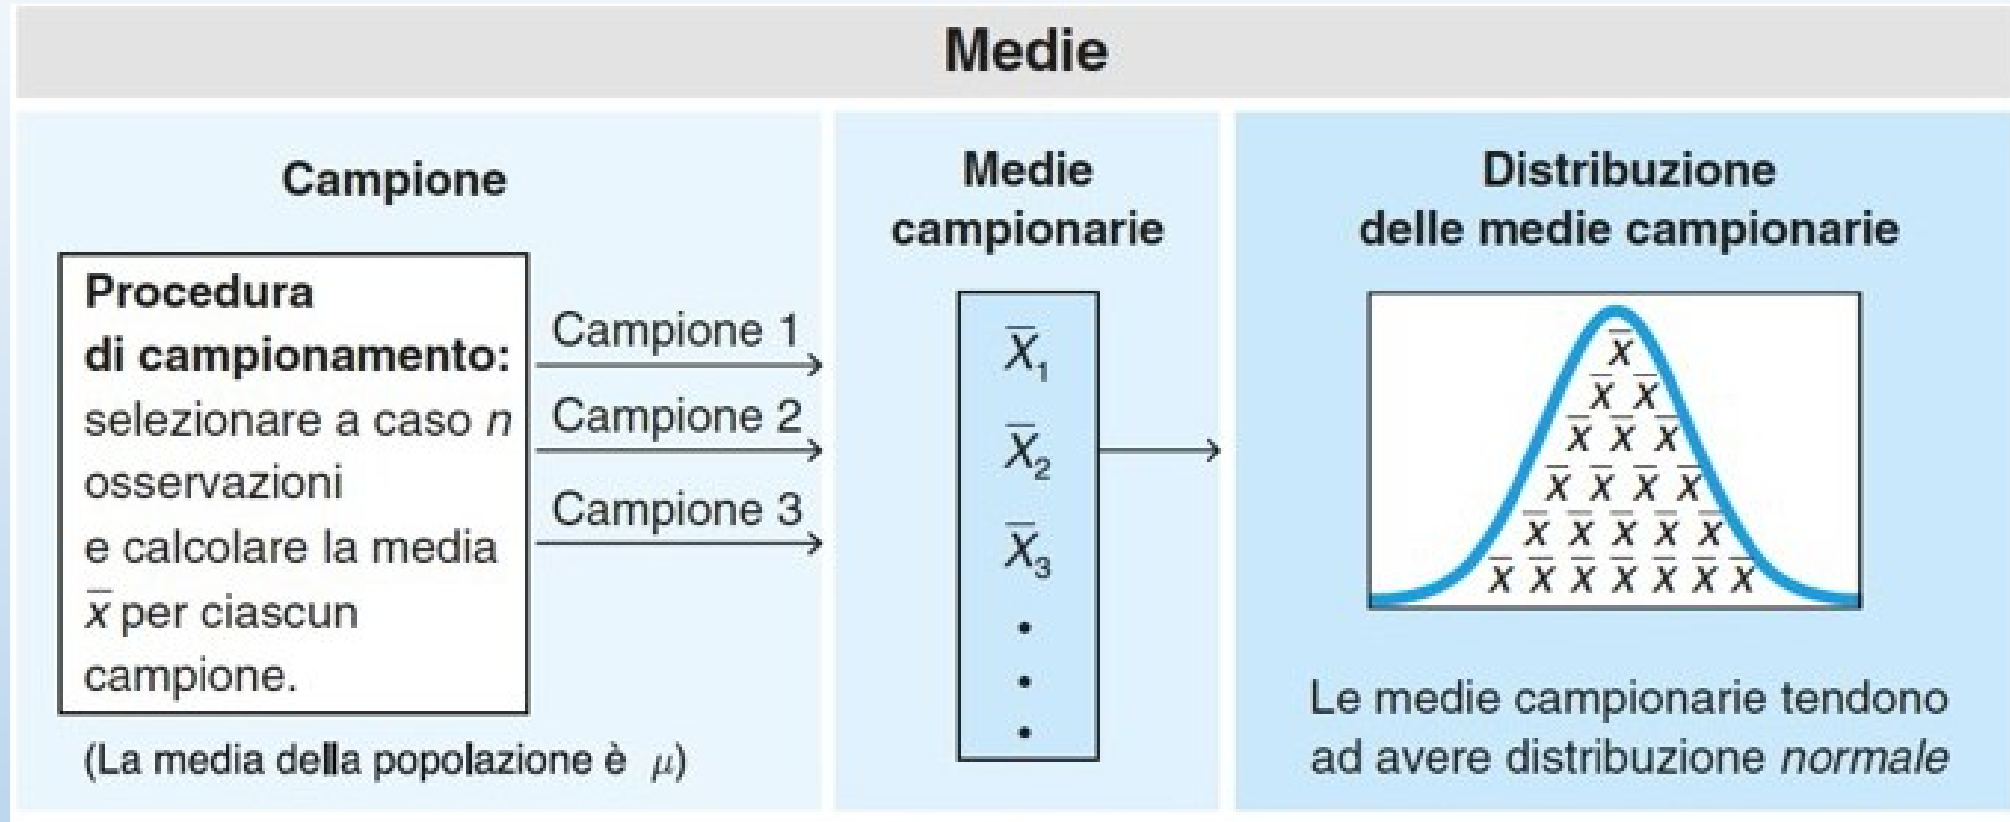 Medie
Campione
Procedura
di campionamento:
selezionare a caso n
osservazioni
e calcolare la media
x̅ per ciascun
campione.
(La media della popolazione è μ)
Campione 1
Campione 2
Campione 3
Medie
campionarie
x̅₁
x̅₂
x̅₃
Distribuzione
delle medie campionarie
x̅
x̅ x̅
x̅ x̅ x̅
x̅ x̅ x̅ x̅
x̅ x̅ x̅ x̅ x̅
x̅ x̅ x̅ x̅ x̅ x̅ x̅
Le medie campionarie tendono
ad avere distribuzione normale